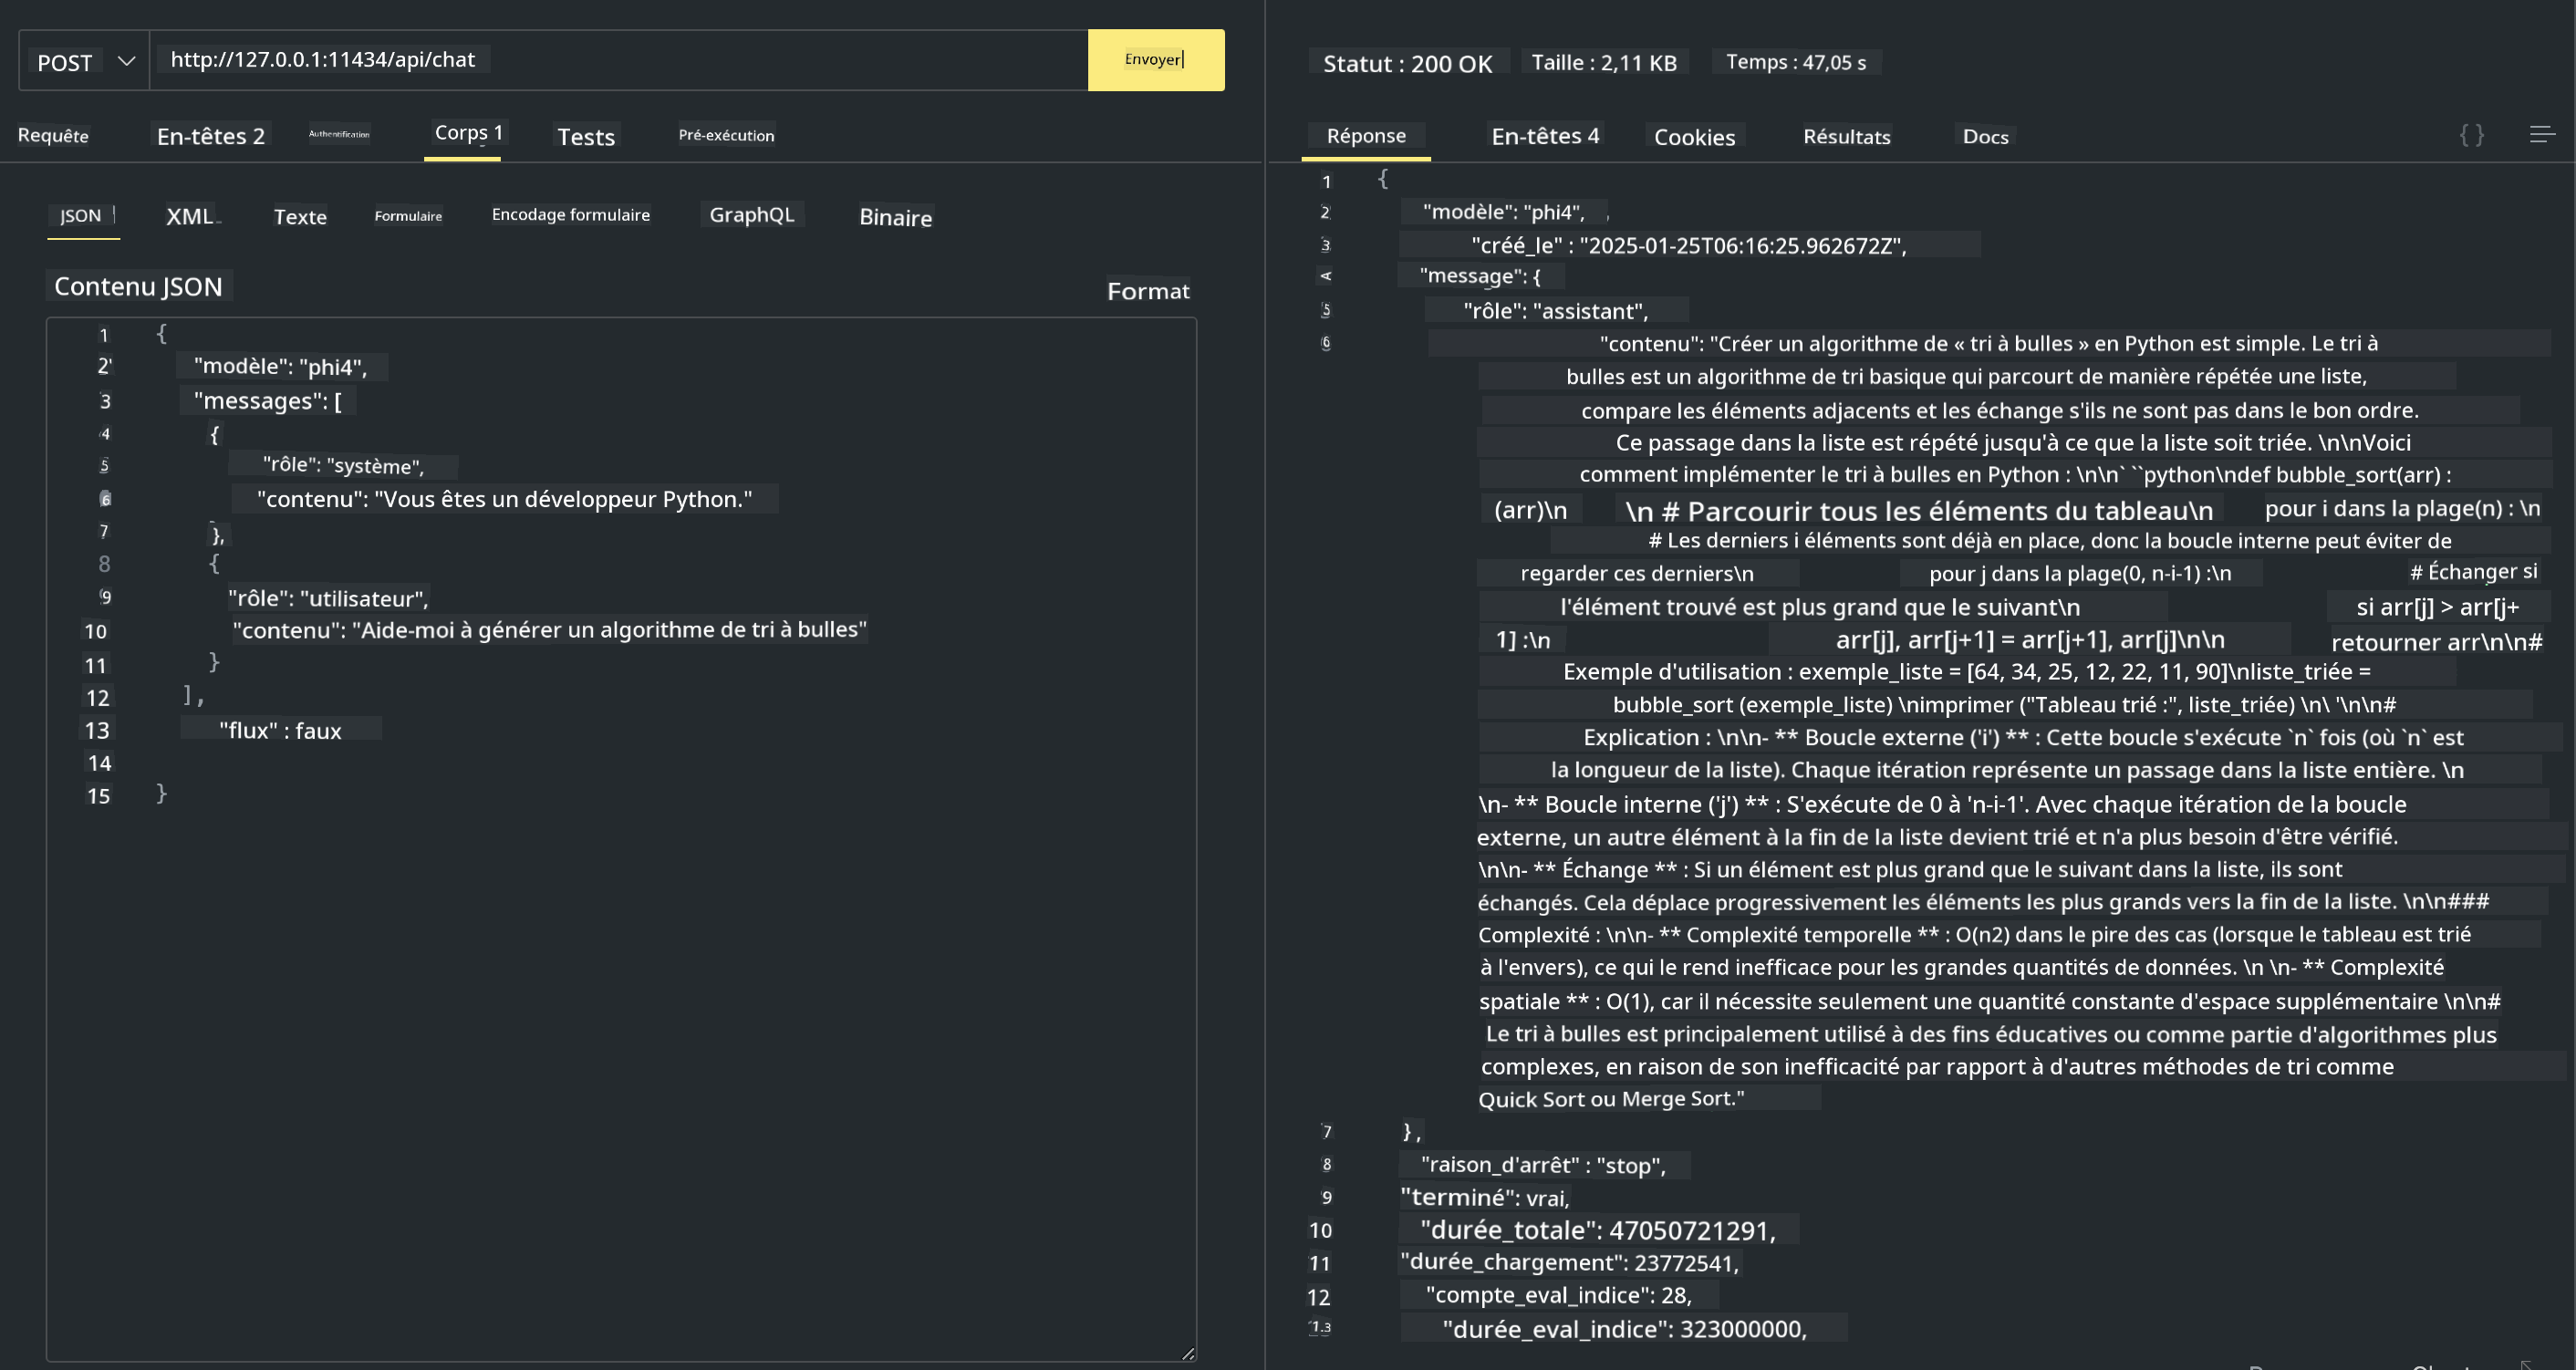 POST
http://127.0.0.1:11434/api/chat
Envoyer
Requête En-têtes 2 Authentification Corps 1 Tests Pré-exécution
JSON XML Texte Formulaire Encodage formulaire GraphQL Binaire
Contenu JSON Format
1 {
2 "modèle": "phi4",
3 "messages": [
4 {
5 "rôle": "système",
6 "contenu": "Vous êtes un développeur Python."
7 },
8 {
9 "rôle": "utilisateur",
10 "contenu": "Aide-moi à générer un algorithme de tri à bulles"
11 }
12 ],
13 "flux" : faux
14
15 }
Statut : 200 OK Taille : 2,11 KB Temps : 47,05 s
Réponse En-têtes 4 Cookies Résultats Docs { }
1 {
2 "modèle": "phi4",
3 "créé_le" : "2025-01-25T06:16:25.962672Z",
"message": {
5 "rôle": "assistant",
6 "contenu": "Créer un algorithme de « tri à bulles » en Python est simple. Le tri à
bulles est un algorithme de tri basique qui parcourt de manière répétée une liste,
compare les éléments adjacents et les échange s'ils ne sont pas dans le bon ordre.
Ce passage dans la liste est répété jusqu'à ce que la liste soit triée. \n\nVoici
comment implémenter le tri à bulles en Python : \n\n` ``python\ndef bubble_sort(arr) :
(arr)\n \n # Parcourir tous les éléments du tableau\n pour i dans la plage(n) : \n
# Les derniers i éléments sont déjà en place, donc la boucle interne peut éviter de
regarder ces derniers\n pour j dans la plage(0, n-i-1) :\n # Échanger si
l'élément trouvé est plus grand que le suivant\n si arr[j] > arr[j+
1] :\n arr[j], arr[j+1] = arr[j+1], arr[j]\n\n retourner arr\n\n#
Exemple d'utilisation : exemple_liste = [64, 34, 25, 12, 22, 11, 90]\nliste_triée =
bubble_sort (exemple_liste) \nimprimer ("Tableau trié :", liste_triée) \n\ '\n\n#
Explication : \n\n- ** Boucle externe ('i') ** : Cette boucle s'exécute `n` fois (où `n` est
la longueur de la liste). Chaque itération représente un passage dans la liste entière. \n
\n- ** Boucle interne ('j') ** : S'exécute de 0 à 'n-i-1'. Avec chaque itération de la boucle
externe, un autre élément à la fin de la liste devient trié et n'a plus besoin d'être vérifié.
\n\n- ** Échange ** : Si un élément est plus grand que le suivant dans la liste, ils sont
échangés. Cela déplace progressivement les éléments les plus grands vers la fin de la liste. \n\n###
Complexité : \n\n- ** Complexité temporelle ** : O(n2) dans le pire des cas (lorsque le tableau est trié
à l'envers), ce qui le rend inefficace pour les grandes quantités de données. \n \n- ** Complexité
spatiale ** : O(1), car il nécessite seulement une quantité constante d'espace supplémentaire \n\n#
Le tri à bulles est principalement utilisé à des fins éducatives ou comme partie d'algorithmes plus
complexes, en raison de son inefficacité par rapport à d'autres méthodes de tri comme
Quick Sort ou Merge Sort."
7 },
8 "raison_d'arrêt" : "stop",
9 "terminé": vrai,
10 "durée_totale": 47050721291,
11 "durée_chargement": 23772541,
12 "compte_eval_indice": 28,
1.3 "durée_eval_indice": 323000000,